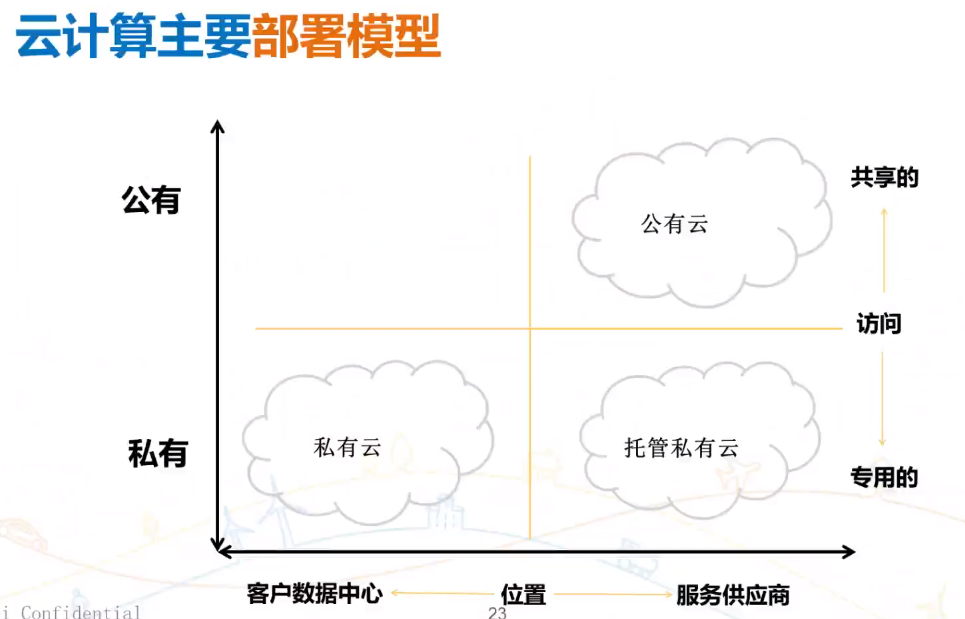 云计算主要部署模型
公有
公有云
共享的
访问
私有
私有云
托管私有云
专用的
客户数据中心
位置
服务供应商
i Confidential
23